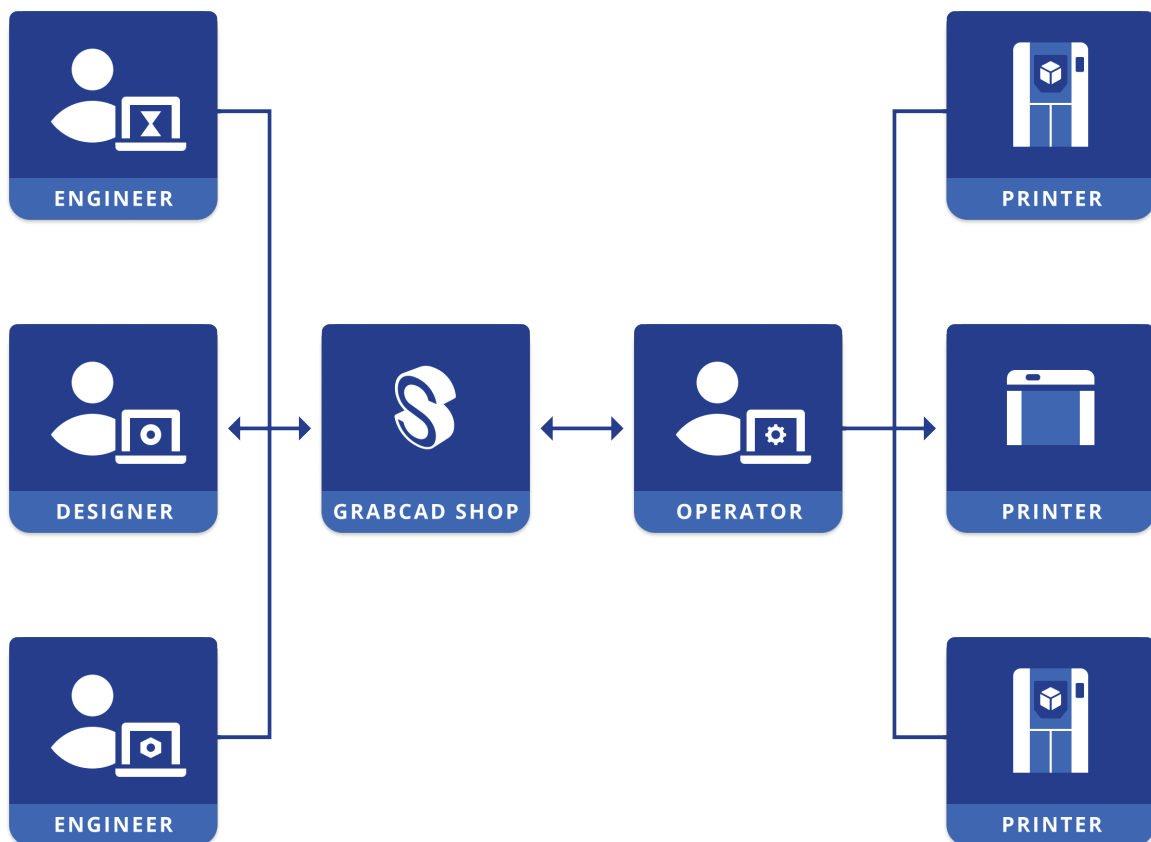 ENGINEER
PRINTER
DESIGNER
GRABCAD SHOP
OPERATOR
PRINTER
ENGINEER
PRINTER